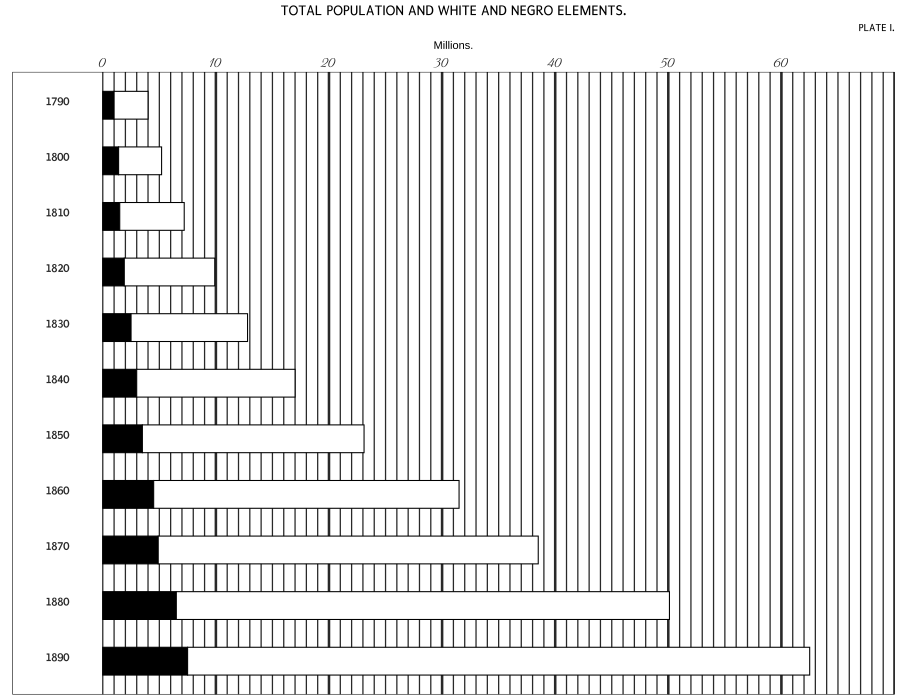 TOTAL POPULATION AND WHITE AND NEGRO ELEMENTS.
PLATE I.
Millions.
0 10 20 30 40 50 60
1790
1800
1810
1820
1830
1840
1850
1860
1870
1880
1890